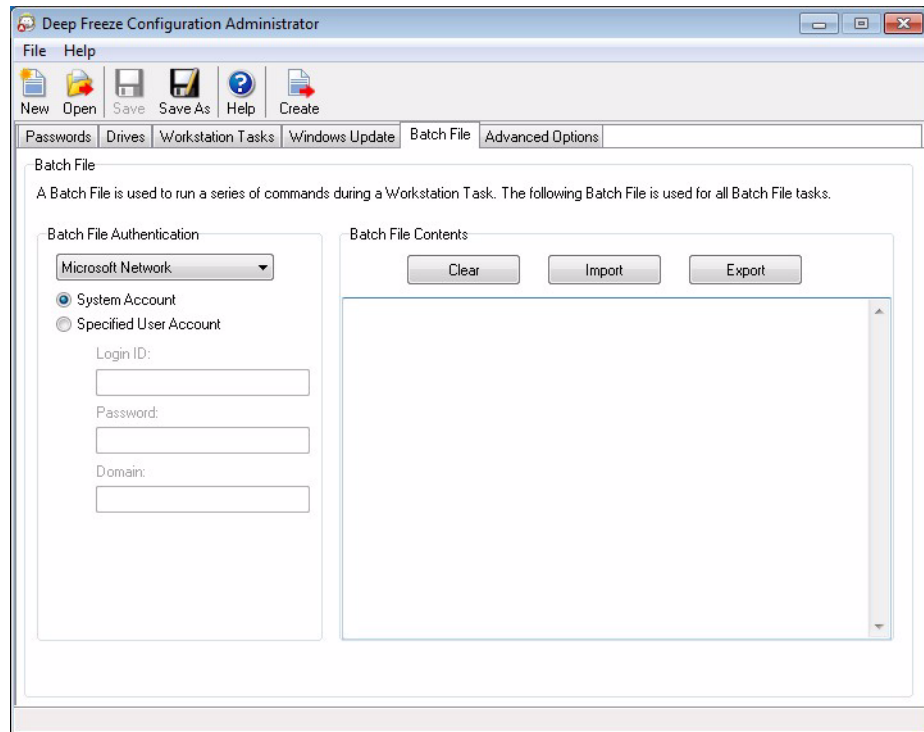 Deep Freeze Configuration Administrator
File Help
New Open Save Save As Help Create
Passwords Drives Workstation Tasks Windows Update Batch File Advanced Options
Batch File
A Batch File is used to run a series of commands during a Workstation Task. The following Batch File is used for all Batch File tasks.
Batch File Authentication
Microsoft Network
System Account
Specified User Account
Login ID:
Password:
Domain:
Batch File Contents
Clear Import Export